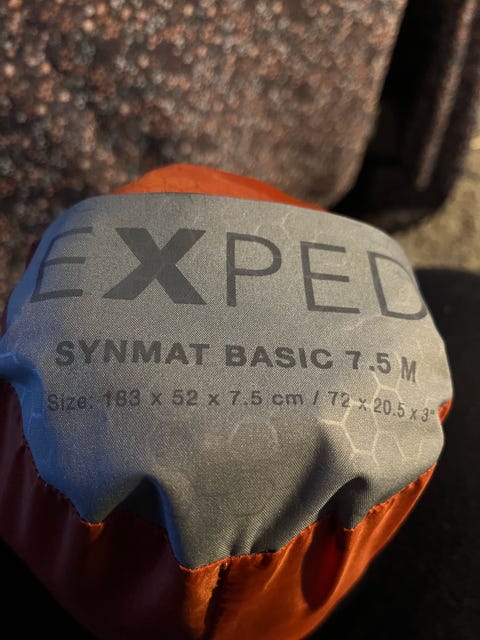 EXPED
SYNMAT BASIC 7.5 M
Size: 183 x 52 x 7.5 cm / 72 x 20.5 x 3"